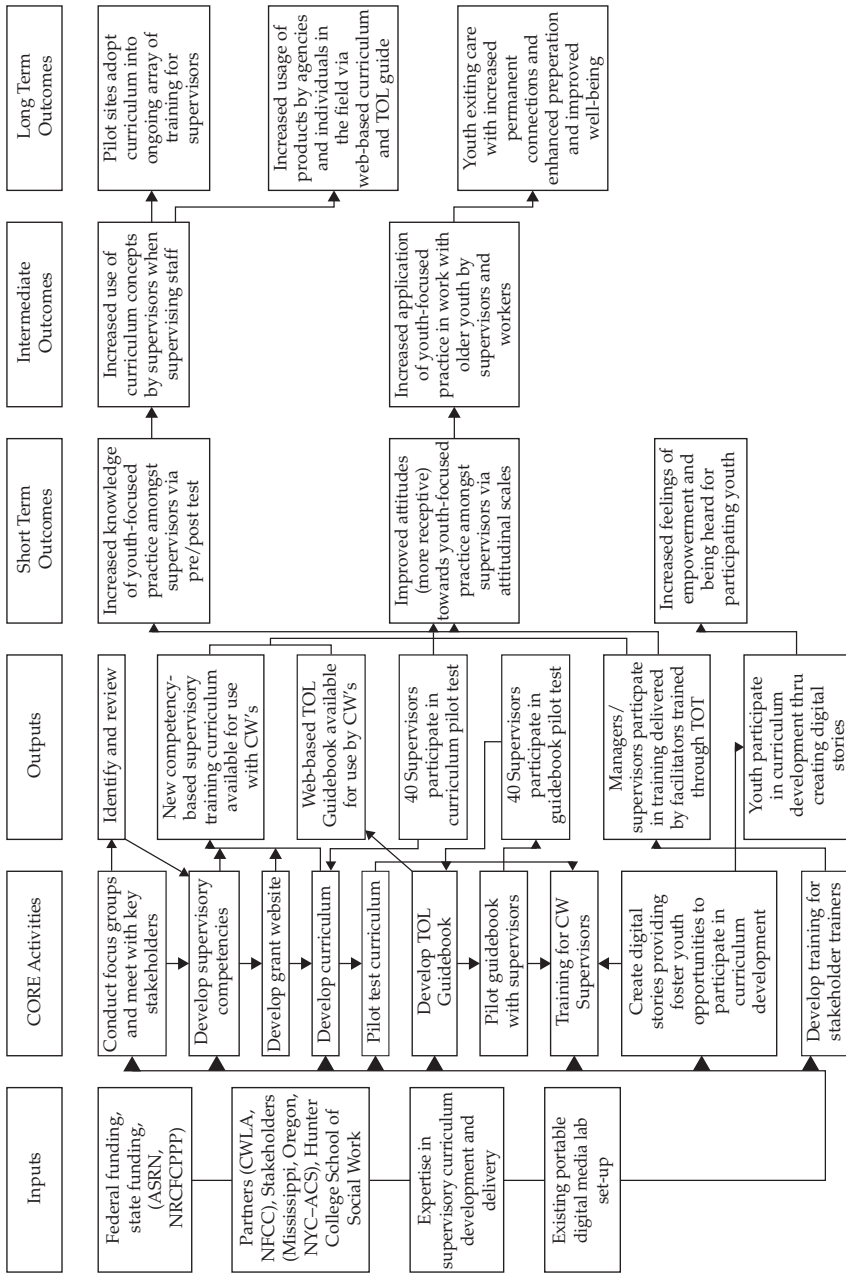 Inputs
Federal funding,
state funding,
(ASRN,
NRCFCPPP)
Partners (CWLA,
NFCC), Stakeholders
(Mississippi, Oregon,
NYC–ACS), Hunter
College School of
Social Work
Expertise in
supervisory curriculum
development and
delivery
Existing portable
digital media lab
set-up
CORE Activities
Conduct focus groups
and meet with key
stakeholders
Develop supervisory
competencies
Develop grant website
Develop curriculum
Pilot test curriculum
Develop TOL
Guidebook
Pilot guidebook
with supervisors
Training for CW
Supervisors
Create digital
stories providing
foster youth
opportunities to
participate in
curriculum
development
Develop training for
stakeholder trainers
Outputs
Identify and review
New competency-
based supervisory
training curriculum
available for use
with CW's
Web-based TOL
Guidebook available
for use by CW's
40 Supervisors
participate in
curriculum pilot test
40 Supervisors
participate in
guidebook pilot test
Managers/
supervisors particpate
in training delivered
by facilitators trained
through TOT
Youth participate
in curriculum
development thru
creating digital
stories
Short Term
Outcomes
Increased knowledge
of youth-focused
practice amongst
supervisors via
pre/post test
Improved attitudes
(more receptive)
towards youth-focused
practice amongst
supervisors via
attitudinal scales
Increased feelings of
empowerment and
being heard for
participating youth
Intermediate
Outcomes
Increased use of
curriculum concepts
by supervisors when
supervising staff
Increased application
of youth-focused
practice in work with
older youth by
supervisors and
workers
Long Term
Outcomes
Pilot sites adopt
curriculum into
ongoing array of
training for
supervisors
Increased usage of
products by agencies
and individuals in
the field via
web-based curriculum
and TOL guide
Youth exiting care
with increased
permanent
connections and
enhanced preperation
and improved
well-being